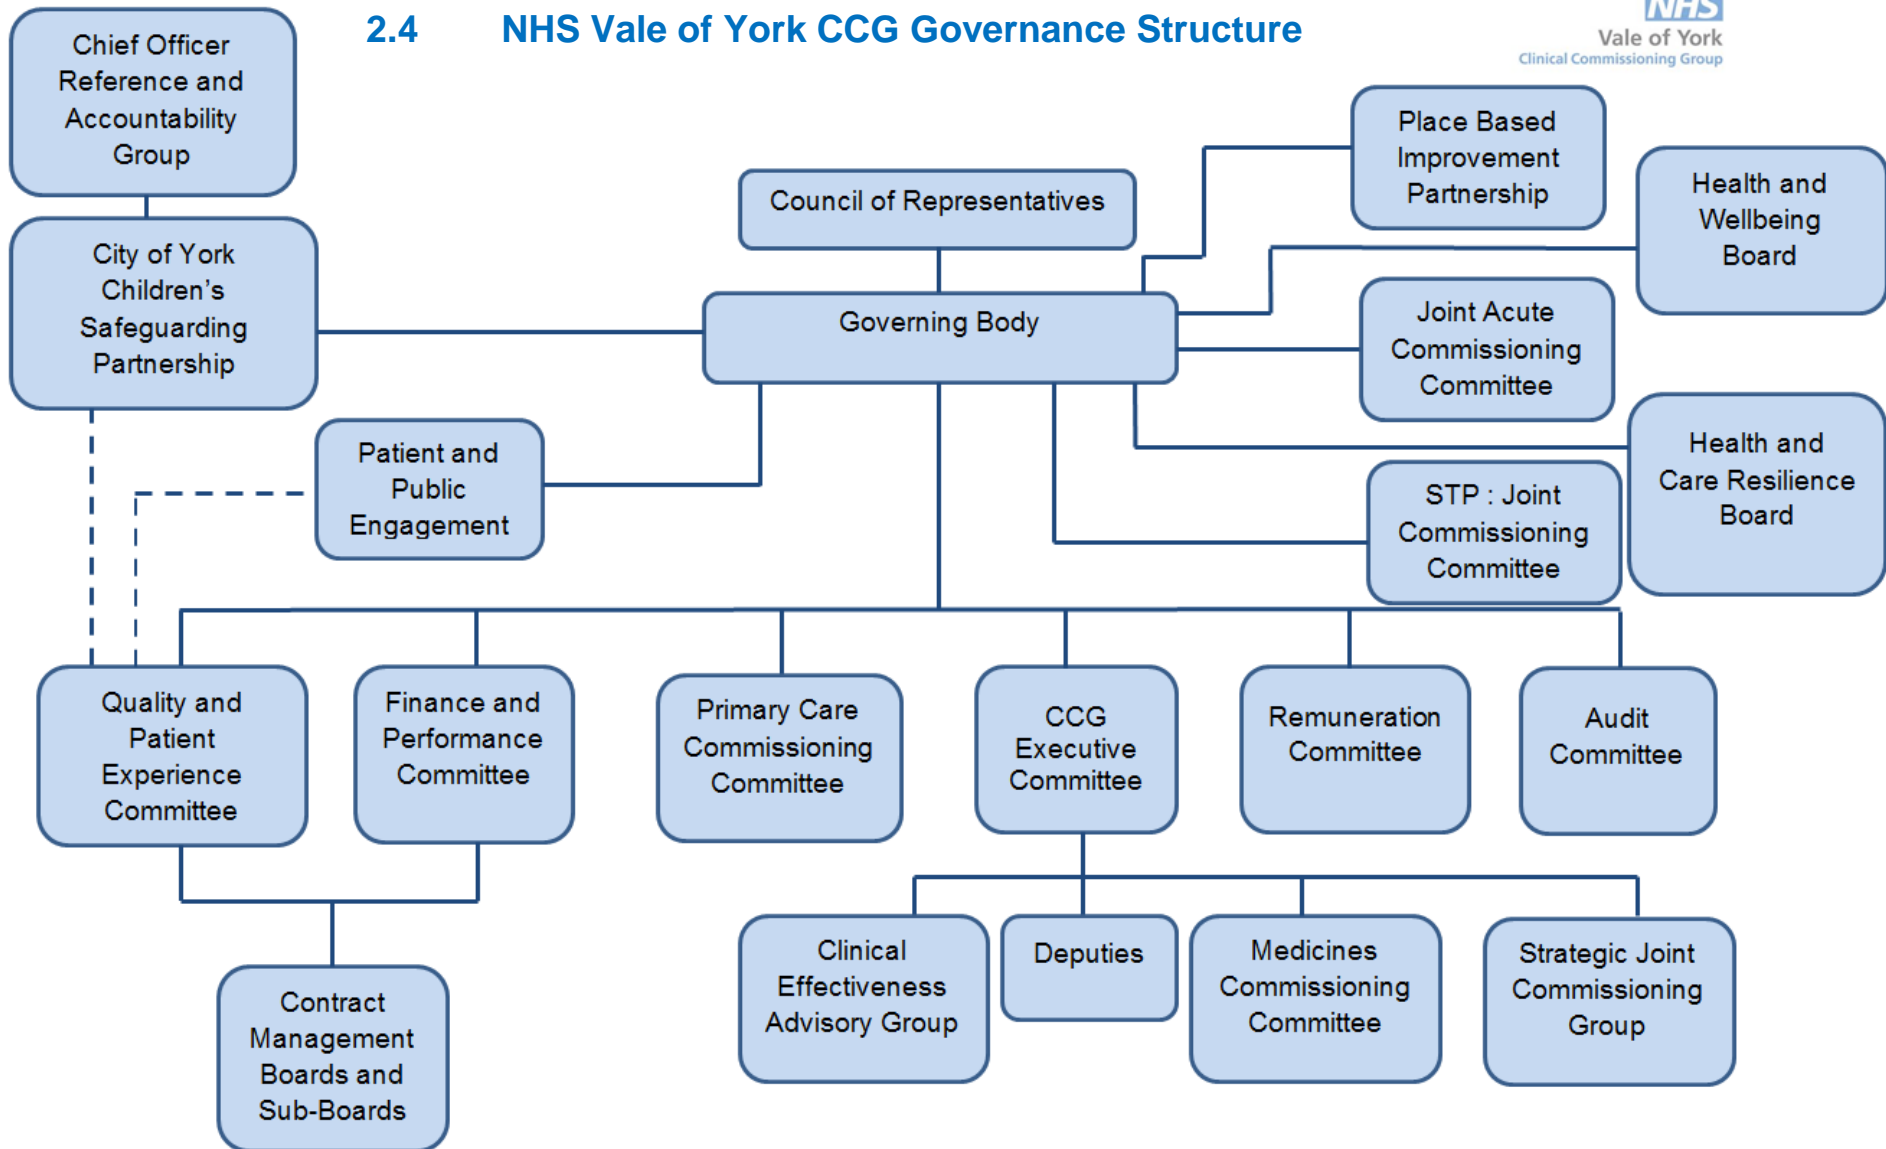 2.4 NHS Vale of York CCG Governance Structure
NHS
Vale of York
Clinical Commissioning Group
Chief Officer
Reference and
Accountability
Group
City of York
Children’s
Safeguarding
Partnership
Council of Representatives
Governing Body
Place Based
Improvement
Partnership
Health and
Wellbeing
Board
Joint Acute
Commissioning
Committee
Health and
Care Resilience
Board
STP : Joint
Commissioning
Committee
Patient and
Public
Engagement
Quality and
Patient
Experience
Committee
Finance and
Performance
Committee
Primary Care
Commissioning
Committee
CCG
Executive
Committee
Remuneration
Committee
Audit
Committee
Contract
Management
Boards and
Sub-Boards
Clinical
Effectiveness
Advisory Group
Deputies
Medicines
Commissioning
Committee
Strategic Joint
Commissioning
Group